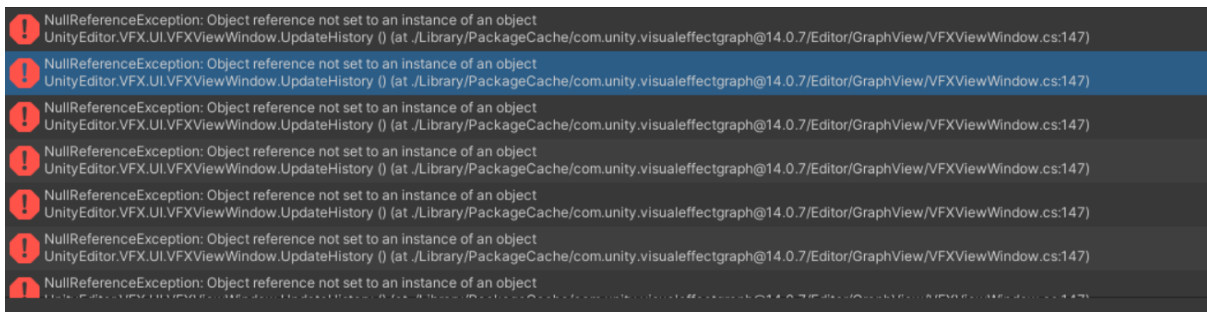 NullReferenceException: Object reference not set to an instance of an object
UnityEditor.VFX.UI.VFXViewWindow.UpdateHistory () (at ./Library/PackageCache/com.unity.visualeffectgraph@14.0.7/Editor/GraphView/VFXViewWindow.cs:147)
NullReferenceException: Object reference not set to an instance of an object
UnityEditor.VFX.UI.VFXViewWindow.UpdateHistory () (at ./Library/PackageCache/com.unity.visualeffectgraph@14.0.7/Editor/GraphView/VFXViewWindow.cs:147)
NullReferenceException: Object reference not set to an instance of an object
UnityEditor.VFX.UI.VFXViewWindow.UpdateHistory () (at ./Library/PackageCache/com.unity.visualeffectgraph@14.0.7/Editor/GraphView/VFXViewWindow.cs:147)
NullReferenceException: Object reference not set to an instance of an object
UnityEditor.VFX.UI.VFXViewWindow.UpdateHistory () (at ./Library/PackageCache/com.unity.visualeffectgraph@14.0.7/Editor/GraphView/VFXViewWindow.cs:147)
NullReferenceException: Object reference not set to an instance of an object
UnityEditor.VFX.UI.VFXViewWindow.UpdateHistory () (at ./Library/PackageCache/com.unity.visualeffectgraph@14.0.7/Editor/GraphView/VFXViewWindow.cs:147)
NullReferenceException: Object reference not set to an instance of an object
UnityEditor.VFX.UI.VFXViewWindow.UpdateHistory () (at ./Library/PackageCache/com.unity.visualeffectgraph@14.0.7/Editor/GraphView/VFXViewWindow.cs:147)
NullReferenceException: Object reference not set to an instance of an object